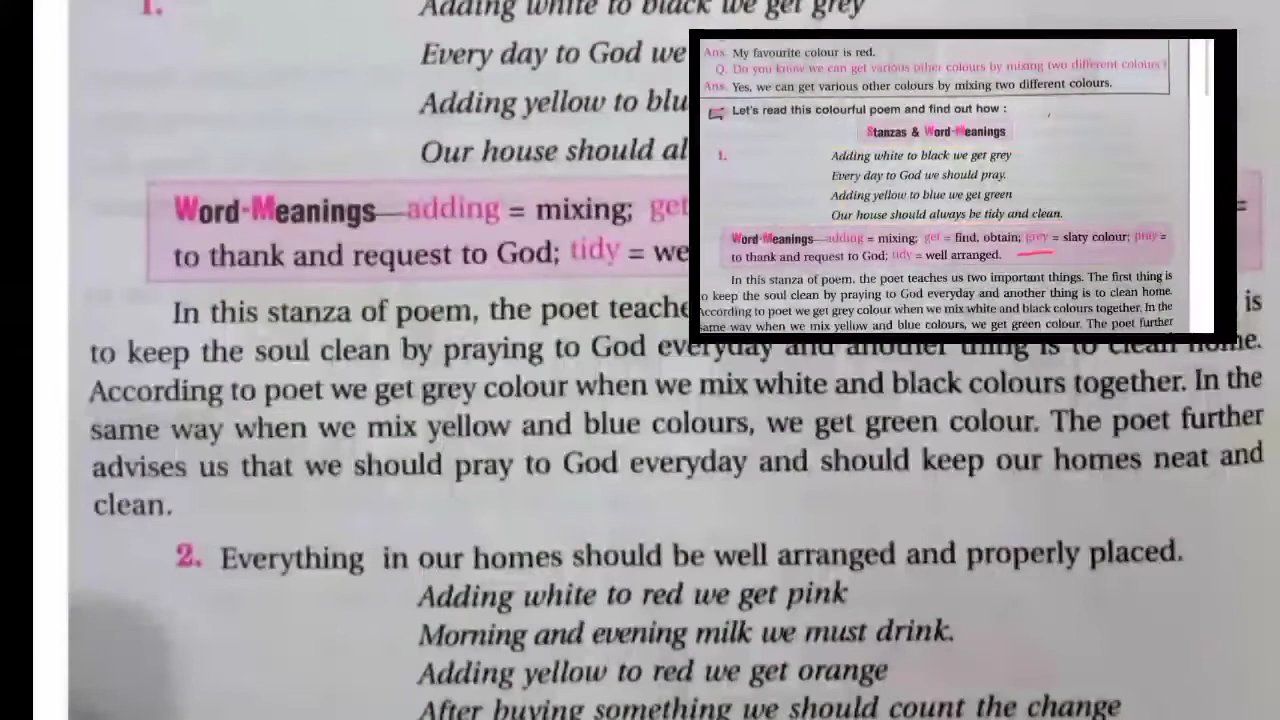 1. Adding white to black we get grey
Every day to God we
Adding yellow to blu
Our house should al
Word-Meanings—adding = mixing; get =
to thank and request to God; tidy = we
In this stanza of poem, the poet teache is
to keep the soul clean by praying to God everyday and another thing is to clean home.
According to poet we get grey colour when we mix white and black colours together. In the
same way when we mix yellow and blue colours, we get green colour. The poet further
advises us that we should pray to God everyday and should keep our homes neat and
clean.
2. Everything in our homes should be well arranged and properly placed.
Adding white to red we get pink
Morning and evening milk we must drink.
Adding yellow to red we get orange
After buying something we should count the change
Ans. My favourite colour is red.
Q. Do you know we can get various other colours by mixing two different colours?
Ans. Yes, we can get various other colours by mixing two different colours.
Let's read this colourful poem and find out how :
Stanzas & Word-Meanings
1. Adding white to black we get grey
Every day to God we should pray.
Adding yellow to blue we get green
Our house should always be tidy and clean.
Word-Meanings—adding = mixing; get = find, obtain; grey = slaty colour; pray =
to thank and request to God; tidy = well arranged.
In this stanza of poem, the poet teaches us two important things. The first thing is
o keep the soul clean by praying to God everyday and another thing is to clean home.
According to poet we get grey colour when we mix white and black colours together. In the
same way when we mix yellow and blue colours, we get green colour. The poet further